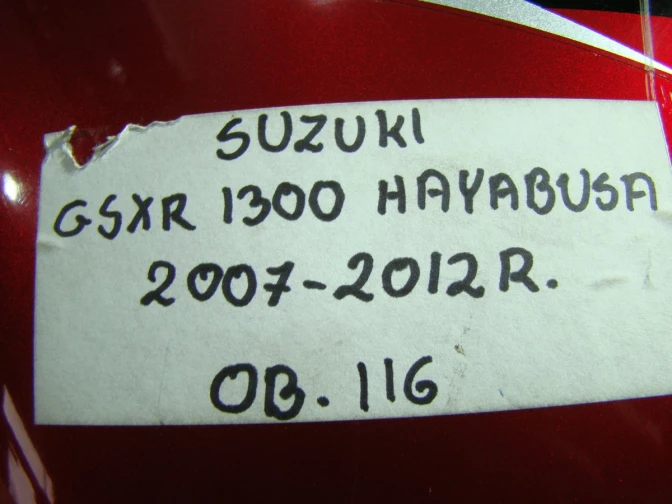 SUZUKI
GSXR 1300 HAYABUSA
2007-2012R.
OB. 116